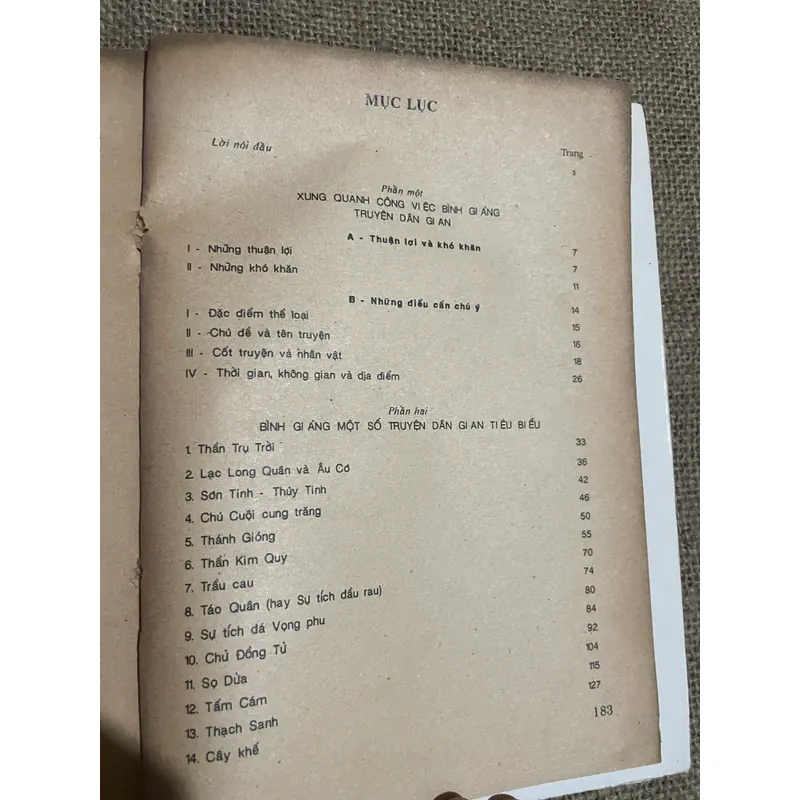 MỤC LỤC
Lời nói đầu Trang
3
Phần một
XUNG QUANH CÔNG VIỆC BÌNH GIẢNG
TRUYỆN DÂN GIAN
A - Thuận lợi và khó khăn 7
I - Những thuận lợi 7
II - Những khó khăn 11
B - Những điều cần chú ý 14
I - Đặc điểm thể loại 15
II - Chủ đề và tên truyện 16
III - Cốt truyện và nhân vật 18
IV - Thời gian, không gian và địa điểm 26
Phần hai
BÌNH GIẢNG MỘT SỐ TRUYỆN DÂN GIAN TIÊU BIỂU
1. Thần Trụ Trời 33
2. Lạc Long Quân và Âu Cơ 36
3. Sơn Tinh - Thủy Tinh 42
4. Chú Cuội cung trăng 46
5. Thánh Gióng 50
6. Thần Kim Quy 55
7. Trầu cau 70
8. Táo Quân (hay Sự tích đầu rau) 74
9. Sự tích đá Vọng phu 80
10. Chử Đồng Tử 84
11. Sọ Dừa 92
12. Tấm Cám 104
13. Thạch Sanh 115
14. Cây khế 127
183